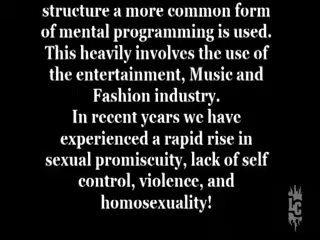 structure a more common form
of mental programming is used.
This heavily involves the use of
the entertainment, Music and
Fashion industry.
In recent years we have
experienced a rapid rise in
sexual promiscuity, lack of self
control, violence, and
homosexuality!